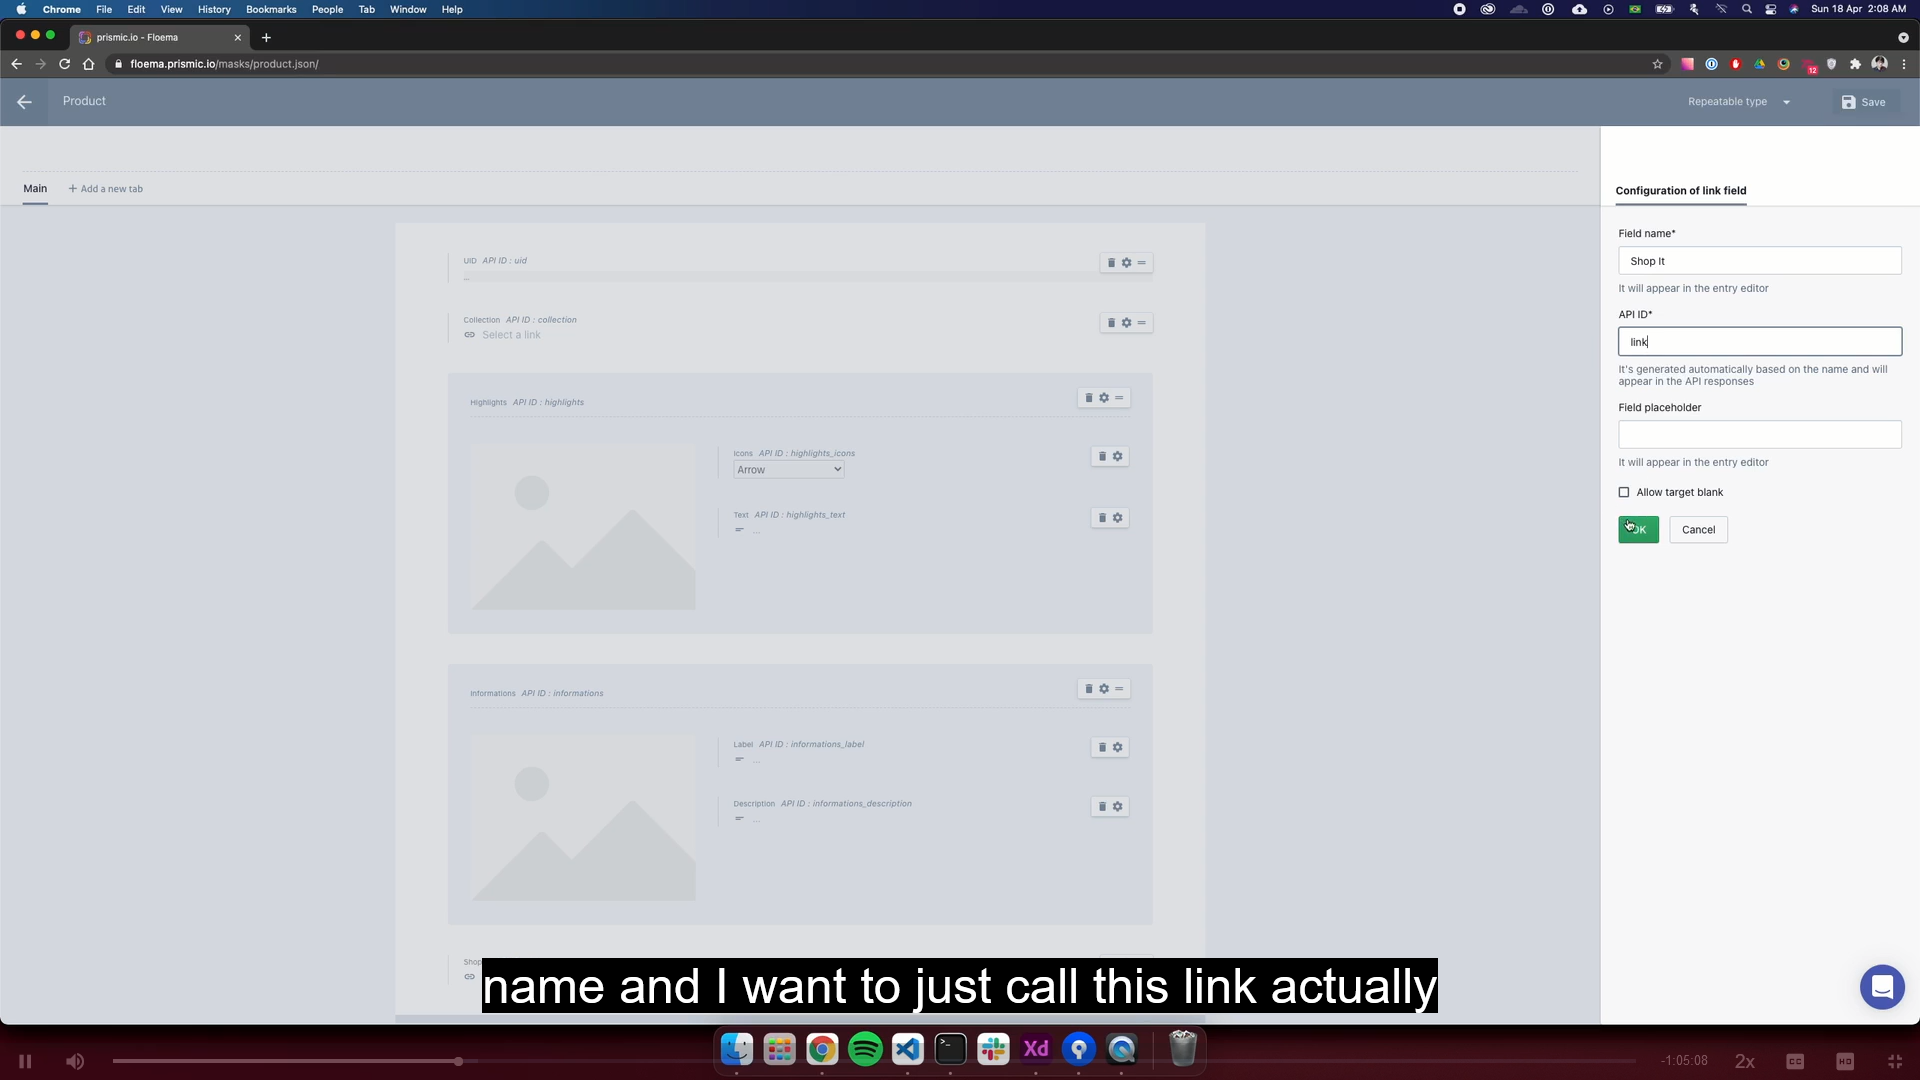 Chrome File Edit View History Bookmarks People Tab Window Help
Sun 18 Apr 2:08 AM
prismic.io - Floema
floema.prismic.io/masks/product.json/
12
Product
Repeatable type
Save
Main
+ Add a new tab
UID API ID : uid
...
Collection API ID : collection
Select a link
Highlights API ID : highlights
Icons API ID : highlights_icons
Arrow
Text API ID : highlights_text
...
Informations API ID : informations
Label API ID : informations_label
...
Description API ID : informations_description
...
Shop
Configuration of link field
Field name*
Shop It
It will appear in the entry editor
API ID*
link
It's generated automatically based on the name and will
appear in the API responses
Field placeholder
It will appear in the entry editor
Allow target blank
OK
Cancel
name and I want to just call this link actually
Xd
-1:05:08
2x
CC
HD